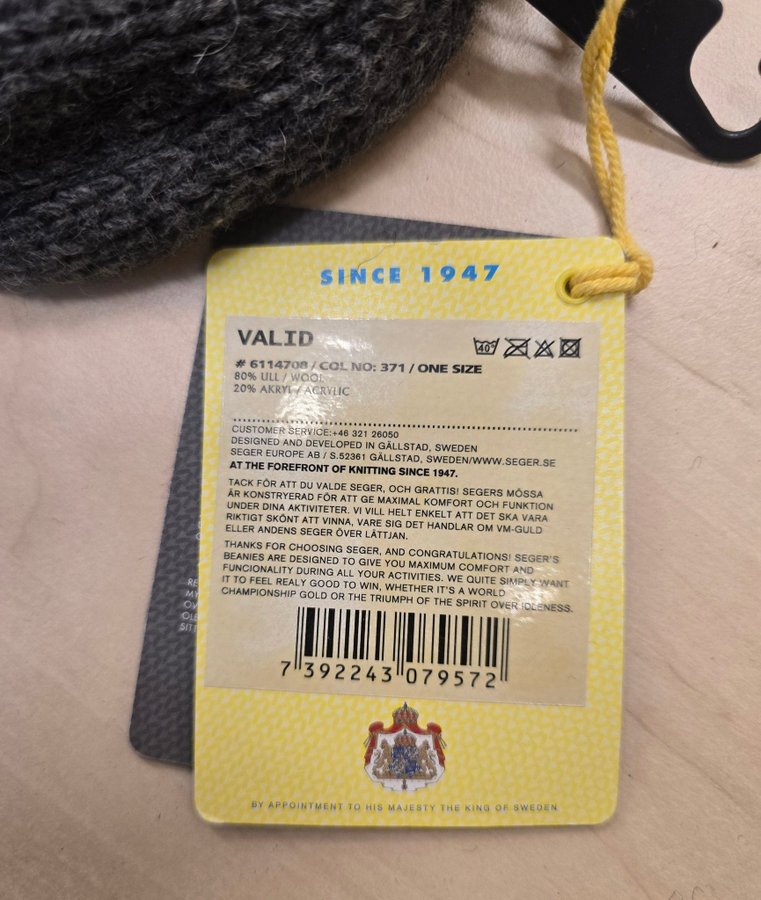 SINCE 1947
VALID
40°
# 6114708 / COL NO: 371 / ONE SIZE
80% ULL / WOOL
20% AKRYL / ACRYLIC
CUSTOMER SERVICE:+46 321 26050
DESIGNED AND DEVELOPED IN GÄLLSTAD, SWEDEN
SEGER EUROPE AB / S.52361 GÄLLSTAD, SWEDEN/WWW.SEGER.SE
AT THE FOREFRONT OF KNITTING SINCE 1947.
TACK FÖR ATT DU VALDE SEGER, OCH GRATTIS! SEGERS MÖSSA
ÄR KONSTRYERAD FÖR ATT GE MAXIMAL KOMFORT OCH FUNKTION
UNDER DINA AKTIVITETER. VI VILL HELT ENKELT ATT DET SKA VARA
RIKTIGT SKÖNT ATT VINNA, VARE SIG DET HANDLAR OM VM-GULD
ELLER ANDENS SEGER ÖVER LÄTTJAN.
THANKS FOR CHOOSING SEGER, AND CONGRATULATIONS! SEGER'S
BEANIES ARE DESIGNED TO GIVE YOU MAXIMUM COMFORT AND
FUNCIONALITY DURING ALL YOUR ACTIVITIES. WE QUITE SIMPLY WANT
IT TO FEEL REALY GOOD TO WIN, WHETHER IT'S A WORLD
CHAMPIONSHIP GOLD OR THE TRIUMPH OF THE SPIRIT OVER IDLENESS.
7 392243 079572
BY APPOINTMENT TO HIS MAJESTY THE KING OF SWEDEN